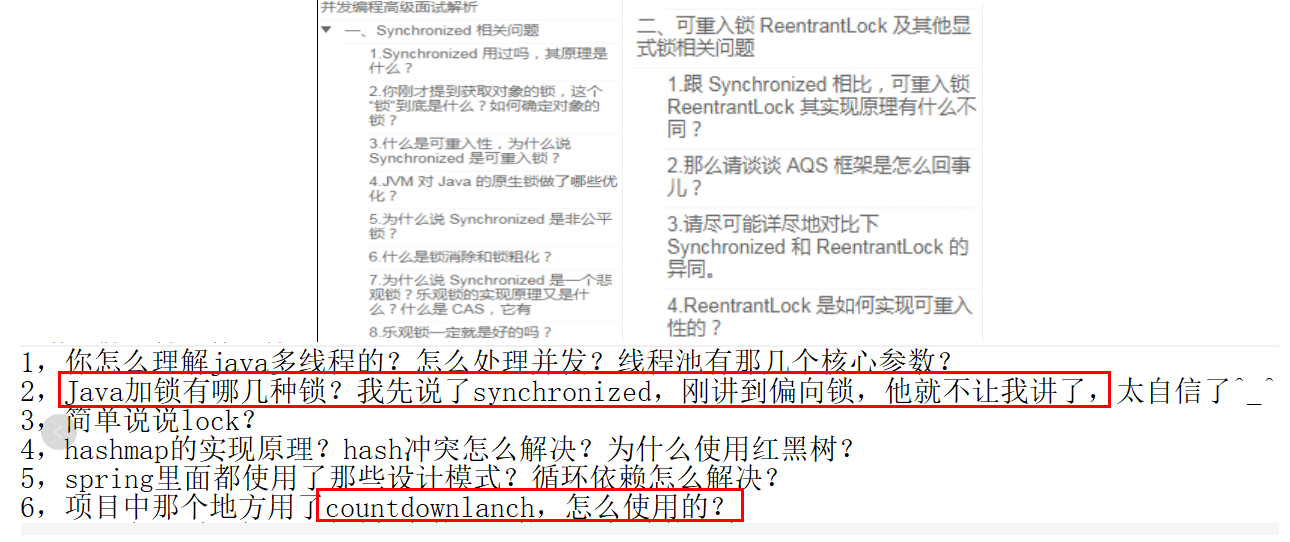 并发编程高级面试解析
一、Synchronized 相关问题
1.Synchronized 用过吗，其原理是
什么？
2.你刚才提到获取对象的锁，这个
“锁”到底是什么？如何确定对象的
锁？
3.什么是可重入性，为什么说
Synchronized 是可重入锁？
4.JVM 对 Java 的原生锁做了哪些优
化？
5.为什么说 Synchronized 是非公平
锁？
6.什么是锁消除和锁粗化？
7.为什么说 Synchronized 是一个悲
观锁？乐观锁的实现原理又是什
么？什么是 CAS，它有
8.乐观锁一定就是好的吗？
二、可重入锁 ReentrantLock 及其他显
式锁相关问题
1.跟 Synchronized 相比，可重入锁
ReentrantLock 其实现原理有什么不
同？
2.那么请谈谈 AQS 框架是怎么回事
儿？
3.请尽可能详尽地对比下
Synchronized 和 ReentrantLock 的
异同。
4.ReentrantLock 是如何实现可重入
性的？
1，你怎么理解java多线程的？怎么处理并发？线程池有那几个核心参数？
2，Java加锁有哪几种锁？我先说了synchronized，刚讲到偏向锁，他就不让我讲了，太自信了^_^
3，简单说说lock？
4，hashmap的实现原理？hash冲突怎么解决？为什么使用红黑树？
5，spring里面都使用了那些设计模式？循环依赖怎么解决？
6，项目中那个地方用了countdownlanch，怎么使用的？